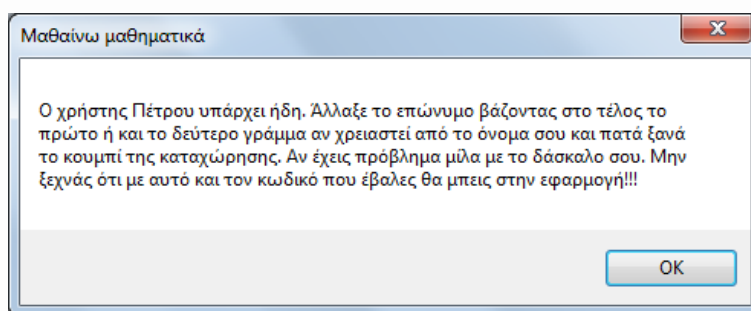 Μαθαίνω μαθηματικά
Ο χρήστης Πέτρου υπάρχει ήδη. Άλλαξε το επώνυμο βάζοντας στο τέλος το
πρώτο ή και το δεύτερο γράμμα αν χρειαστεί από το όνομα σου και πατά ξανά
το κουμπί της καταχώρησης. Αν έχεις πρόβλημα μίλα με το δάσκαλο σου. Μην
ξεχνάς ότι με αυτό και τον κωδικό που έβαλες θα μπεις στην εφαρμογή!!!
OK